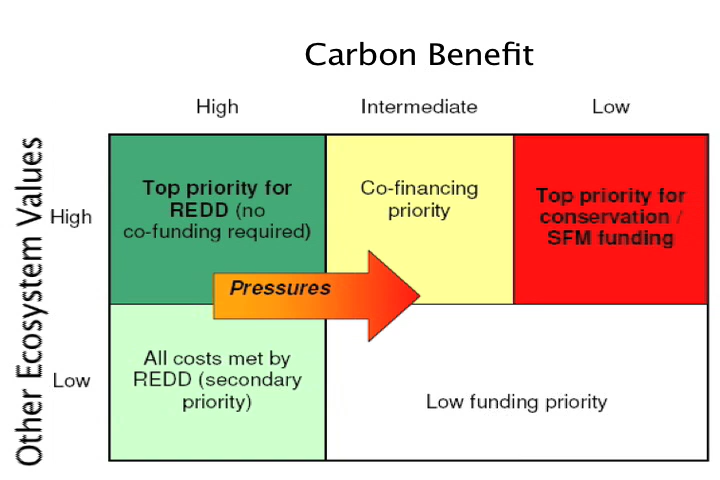 Carbon Benefit
High
Intermediate
Low
Other Ecosystem Values
High
Top priority for
REDD (no
co-funding required)
Co-financing
priority
Top priority for
conservation /
SFM funding
Pressures
Low
All costs met by
REDD (secondary
priority)
Low funding priority